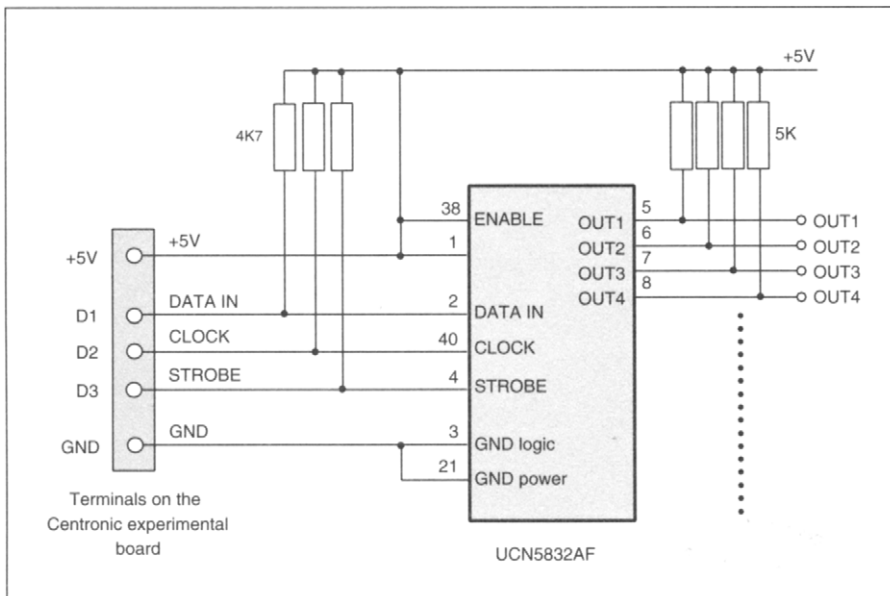 +5V
4K7
5K
38
ENABLE
OUT1
5
OUT1
+5V
+5V
1
OUT2
6
OUT2
OUT3
7
OUT3
D1
DATA IN
2
DATA IN
OUT4
8
OUT4
D2
CLOCK
40
CLOCK
D3
STROBE
4
STROBE
GND
GND
3
GND logic
21
GND power
Terminals on the
Centronic experimental
board
UCN5832AF